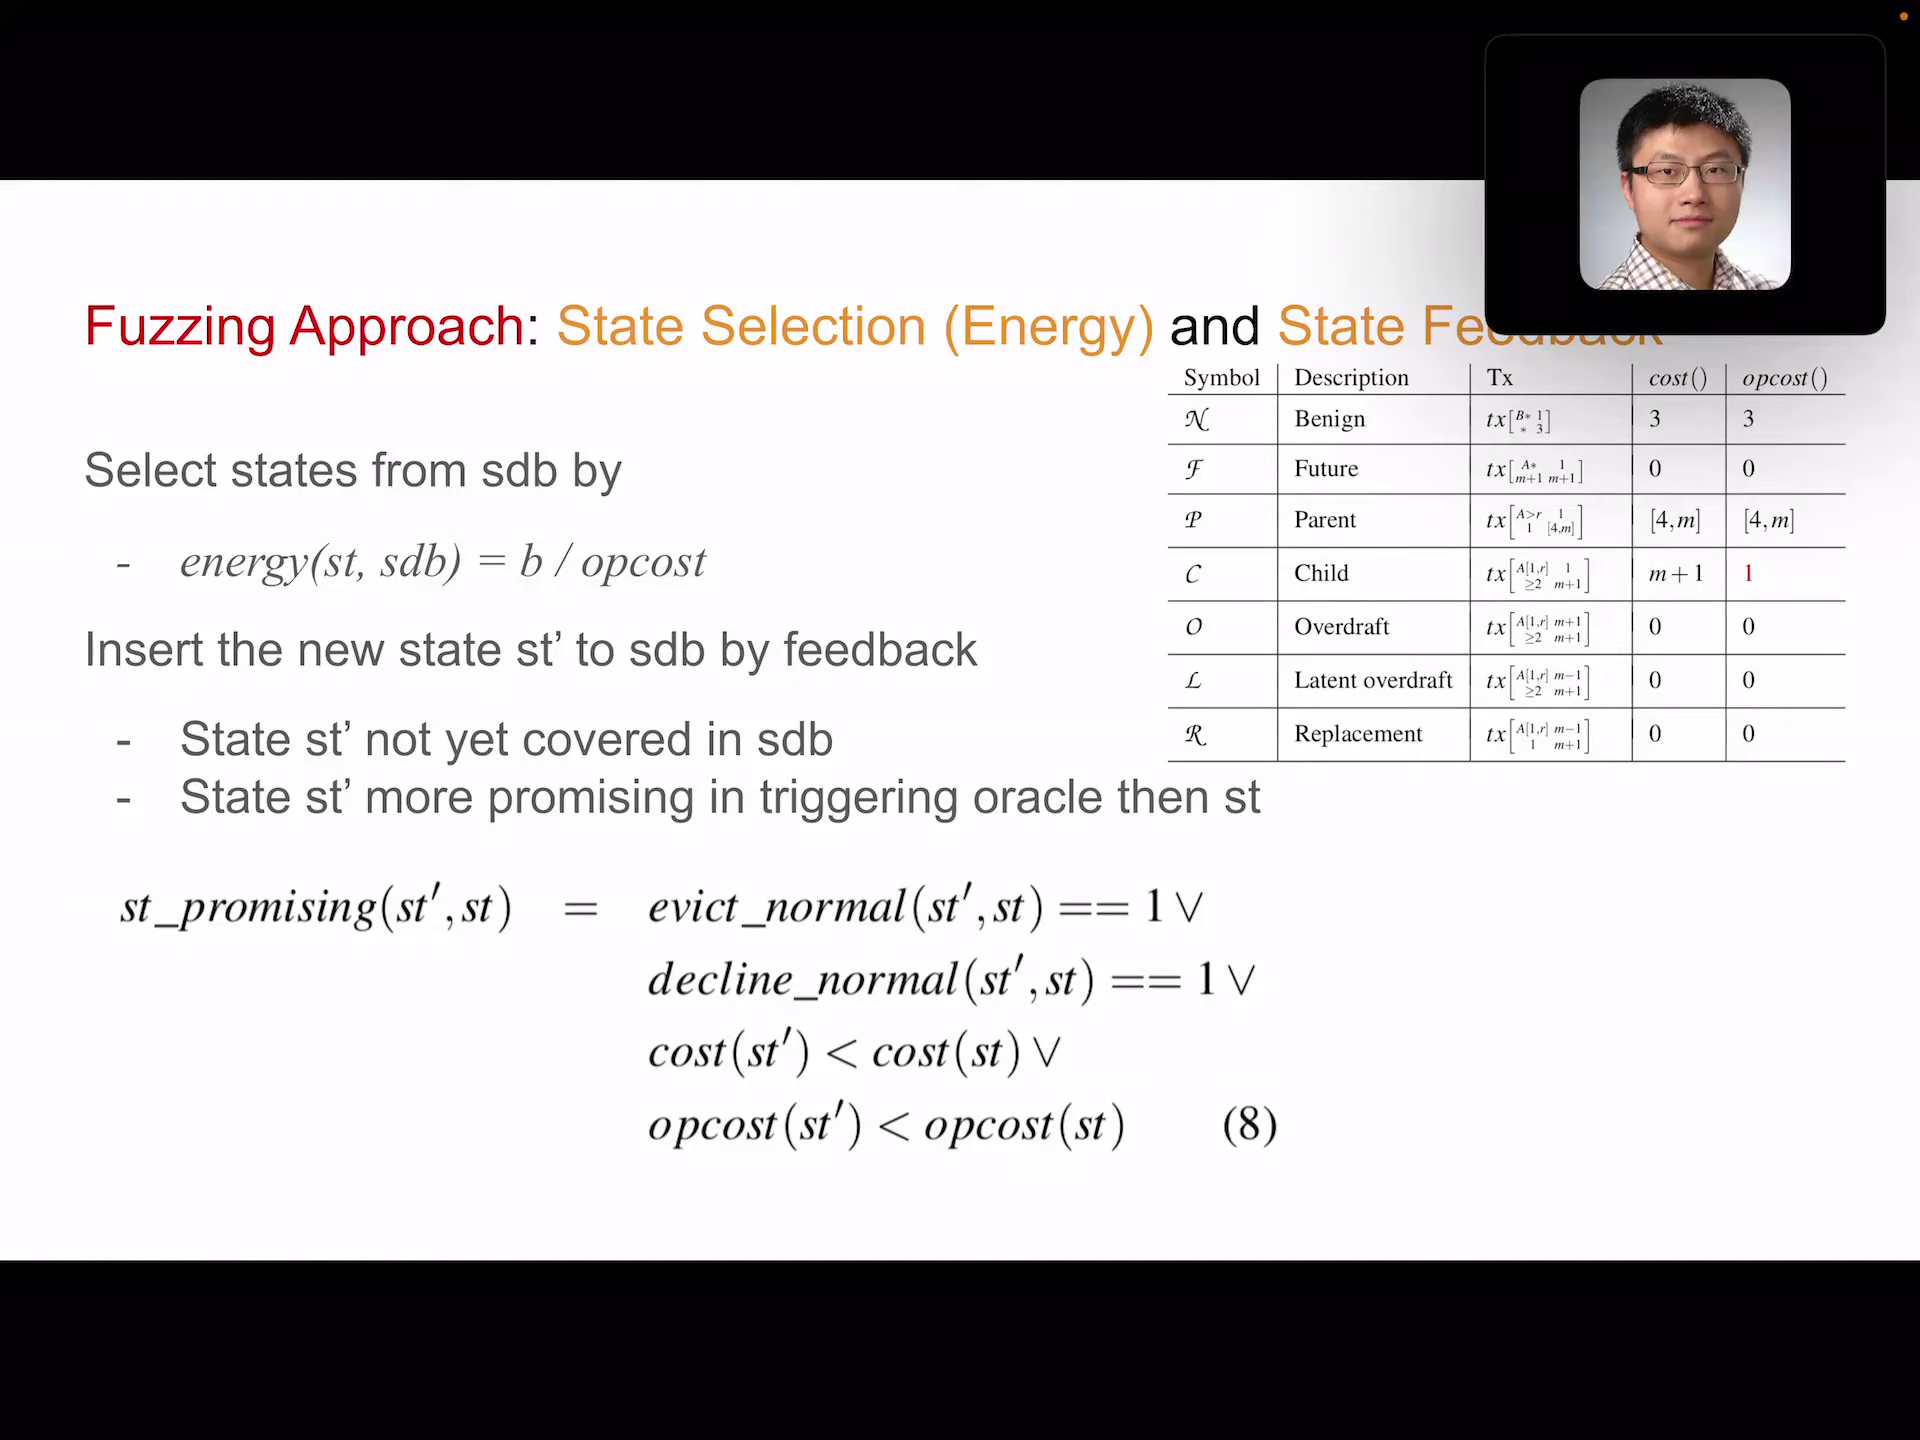 Fuzzing Approach: State Selection (Energy) and State Feedback
Symbol Description Tx cost() opcost()
𝒩 Benign tx[B* 1 * 3] 3 3
ℱ Future tx[A* 1 m+1 m+1] 0 0
𝒫 Parent tx[A>r 1 1 [4,m]] [4,m] [4,m]
𝒞 Child tx[A[1,r] 1 ≥2 m+1] m+1 1
𝒪 Overdraft tx[A[1,r] m+1 ≥2 m+1] 0 0
ℒ Latent overdraft tx[A[1,r] m−1 ≥2 m+1] 0 0
ℛ Replacement tx[A[1,r] m−1 1 m+1] 0 0
Select states from sdb by
- energy(st, sdb) = b / opcost
Insert the new state st’ to sdb by feedback
- State st’ not yet covered in sdb
- State st’ more promising in triggering oracle then st
st_promising(st′,st) = evict_normal(st′,st) == 1 ∨
decline_normal(st′,st) == 1 ∨
cost(st′) < cost(st) ∨
opcost(st′) < opcost(st) (8)